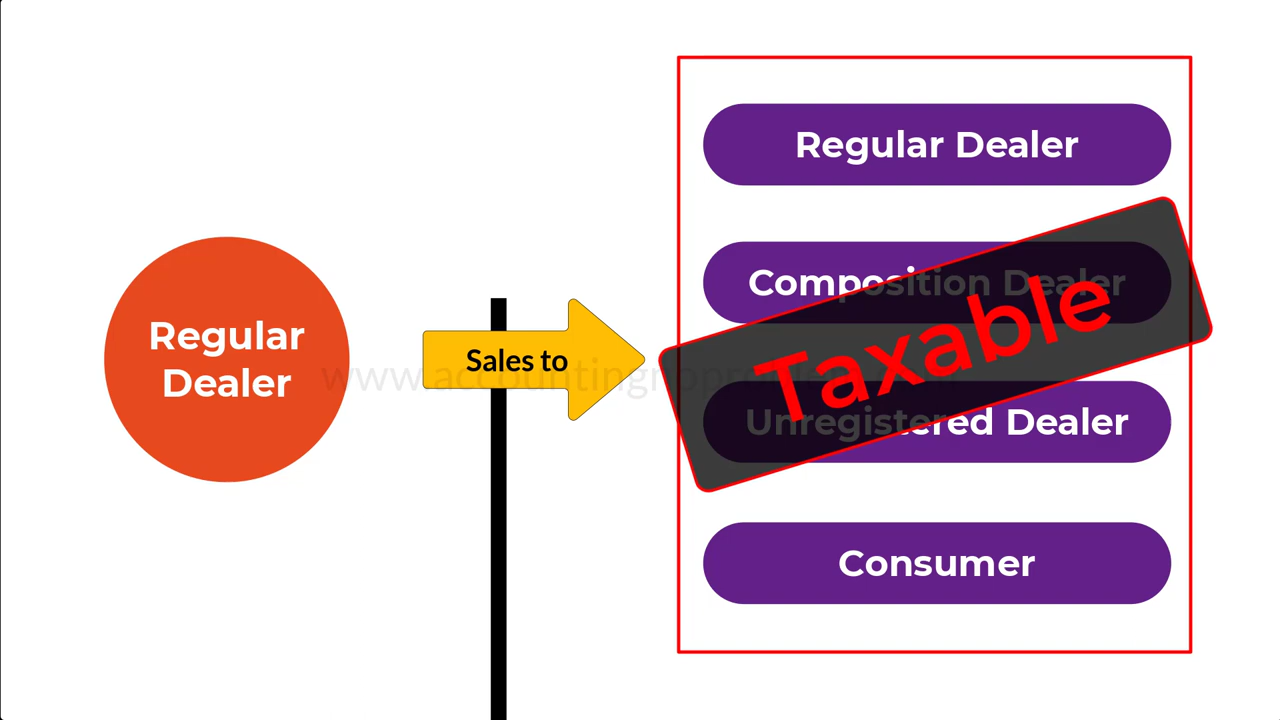 Regular
Dealer
Sales to
Regular Dealer
Composition Dealer
Taxable
Unregistered Dealer
Consumer